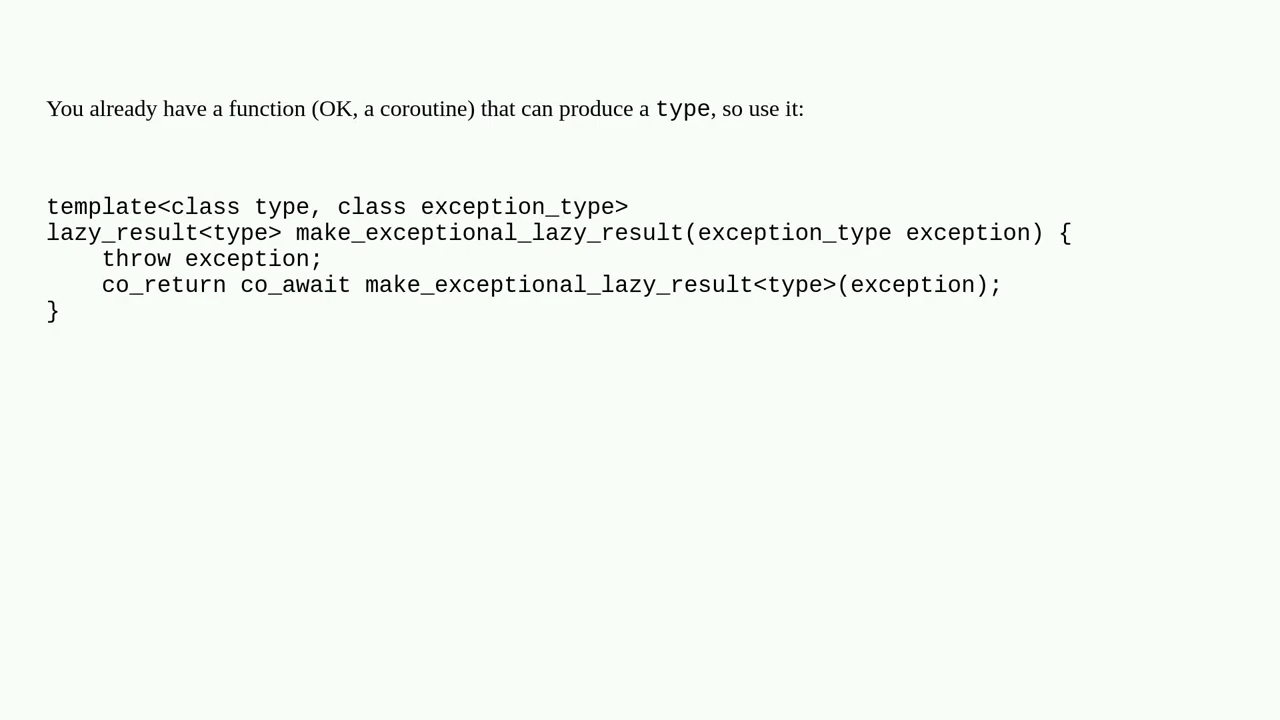 You already have a function (OK, a coroutine) that can produce a type, so use it:
template<class type, class exception_type>
lazy_result<type> make_exceptional_lazy_result(exception_type exception) {
    throw exception;
    co_return co_await make_exceptional_lazy_result<type>(exception);
}